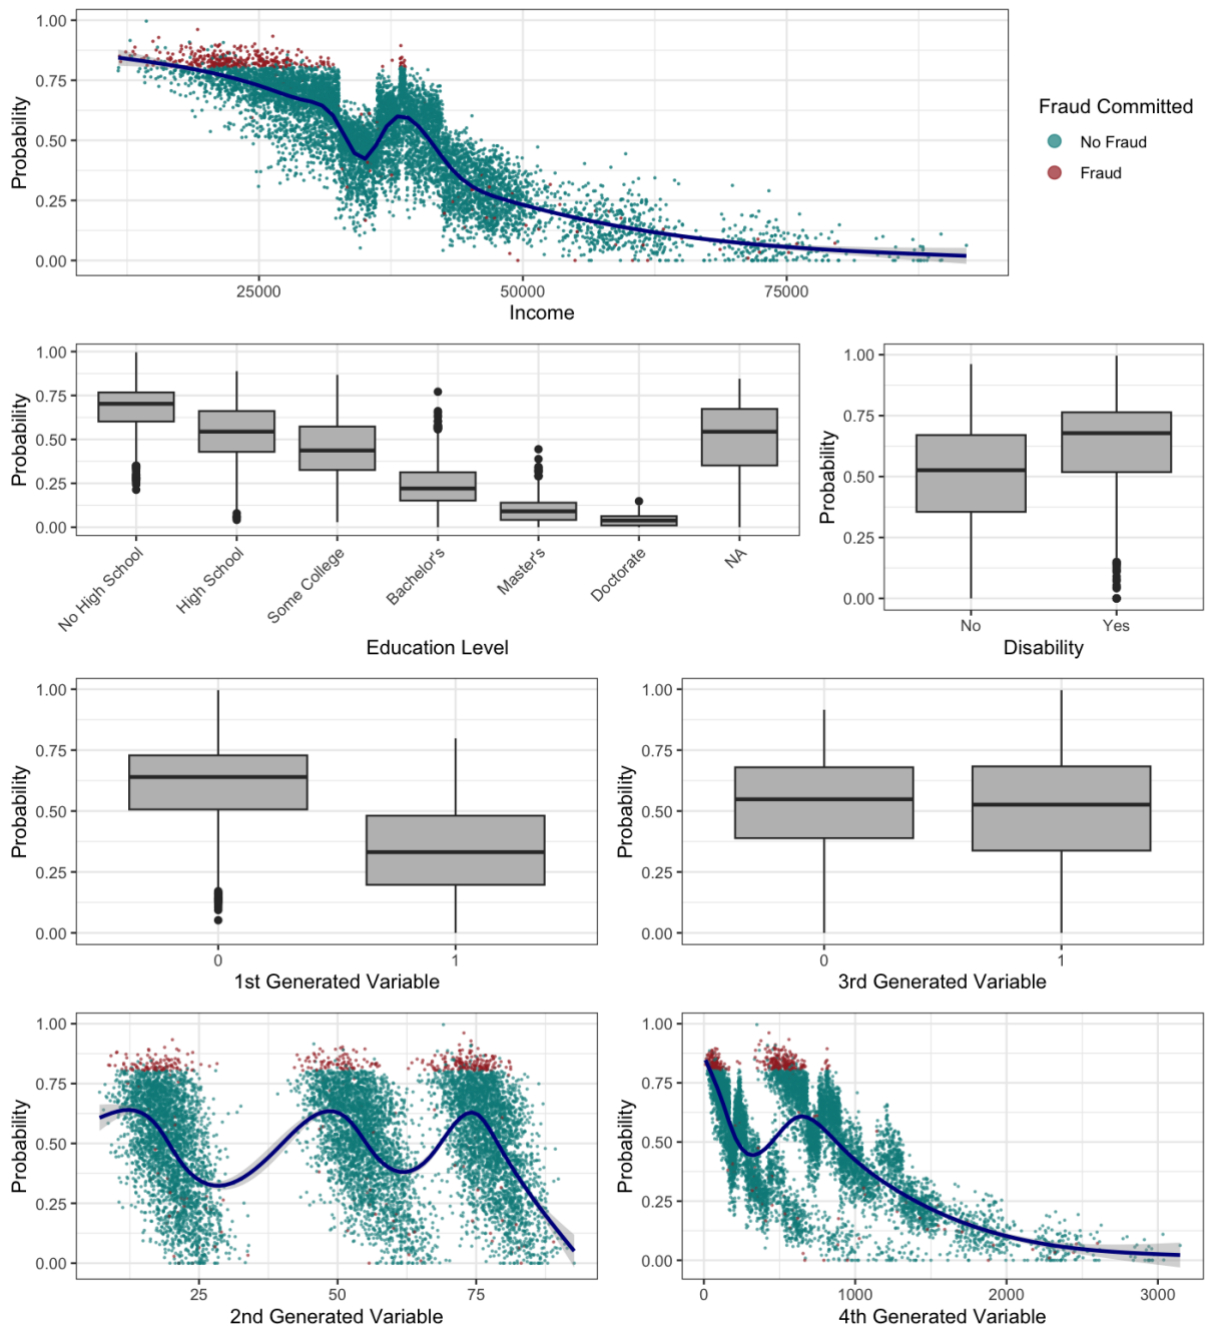 1.00
0.75
0.50
0.25
0.00
Probability
25000 50000 75000
Income
Fraud Committed
No Fraud
Fraud
1.00
0.75
0.50
0.25
0.00
Probability
No High School High School Some College Bachelor's Master's Doctorate NA
Education Level
1.00
0.75
0.50
0.25
0.00
Probability
No Yes
Disability
1.00
0.75
0.50
0.25
0.00
Probability
0 1
1st Generated Variable
1.00
0.75
0.50
0.25
0.00
Probability
0 1
3rd Generated Variable
1.00
0.75
0.50
0.25
0.00
Probability
25 50 75
2nd Generated Variable
1.00
0.75
0.50
0.25
0.00
Probability
0 1000 2000 3000
4th Generated Variable